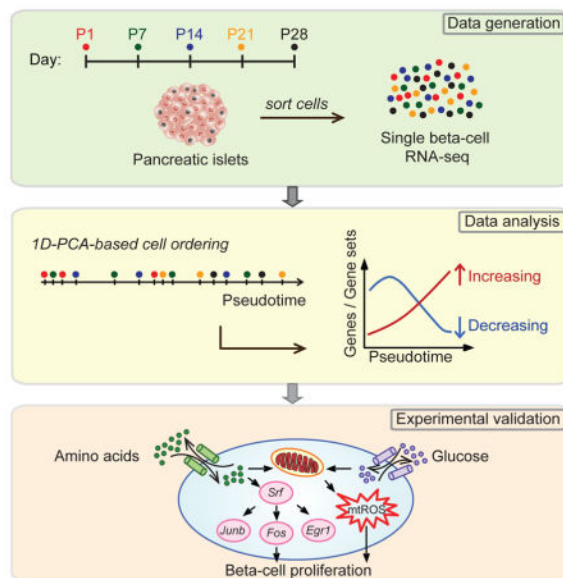 Data generation
P1 P7 P14 P21 P28
Day:
sort cells
Pancreatic islets
Single beta-cell
RNA-seq
Data analysis
1D-PCA-based cell ordering
Pseudotime
Genes / Gene sets
Increasing
Decreasing
Pseudotime
Experimental validation
Amino acids
Glucose
Srf
mtROS
Junb
Fos
Egr1
Beta-cell proliferation